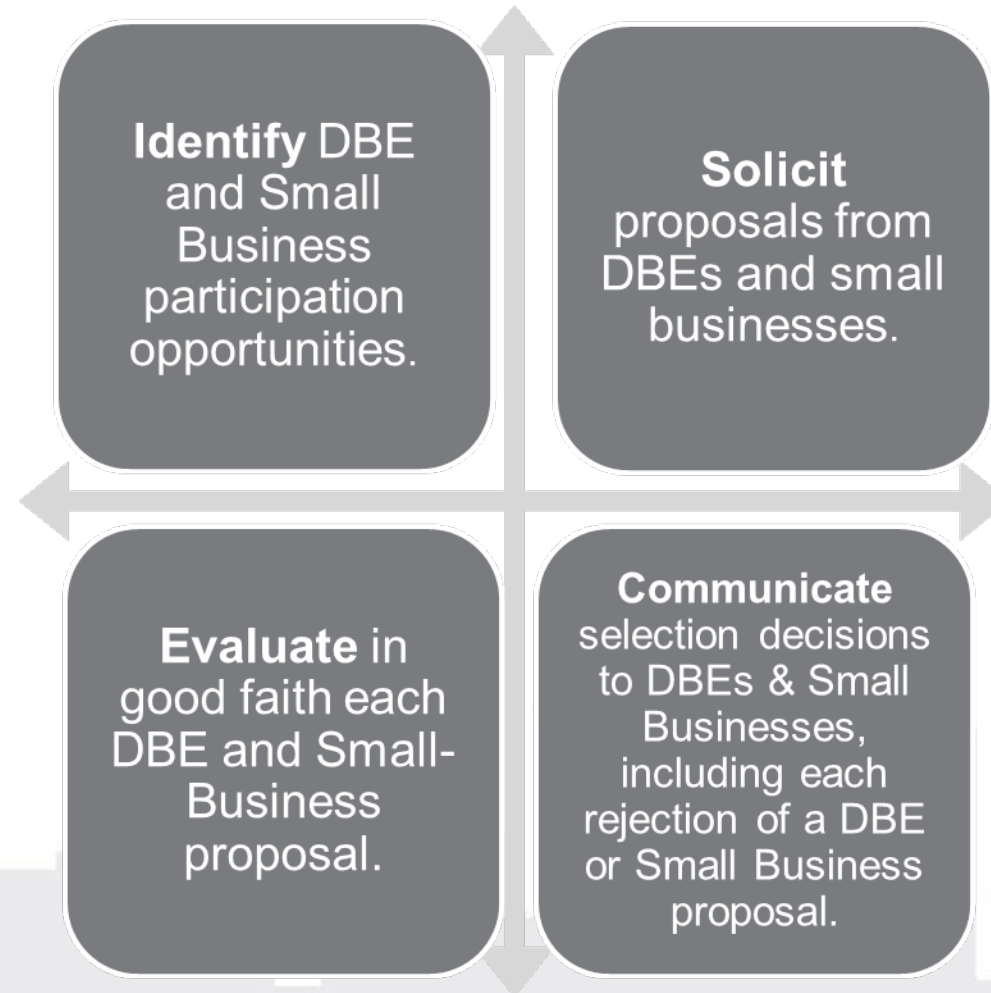 Identify DBE
and Small
Business
participation
opportunities.
Solicit
proposals from
DBEs and small
businesses.
Evaluate in
good faith each
DBE and Small-
Business
proposal.
Communicate
selection decisions
to DBEs & Small
Businesses,
including each
rejection of a DBE
or Small Business
proposal.